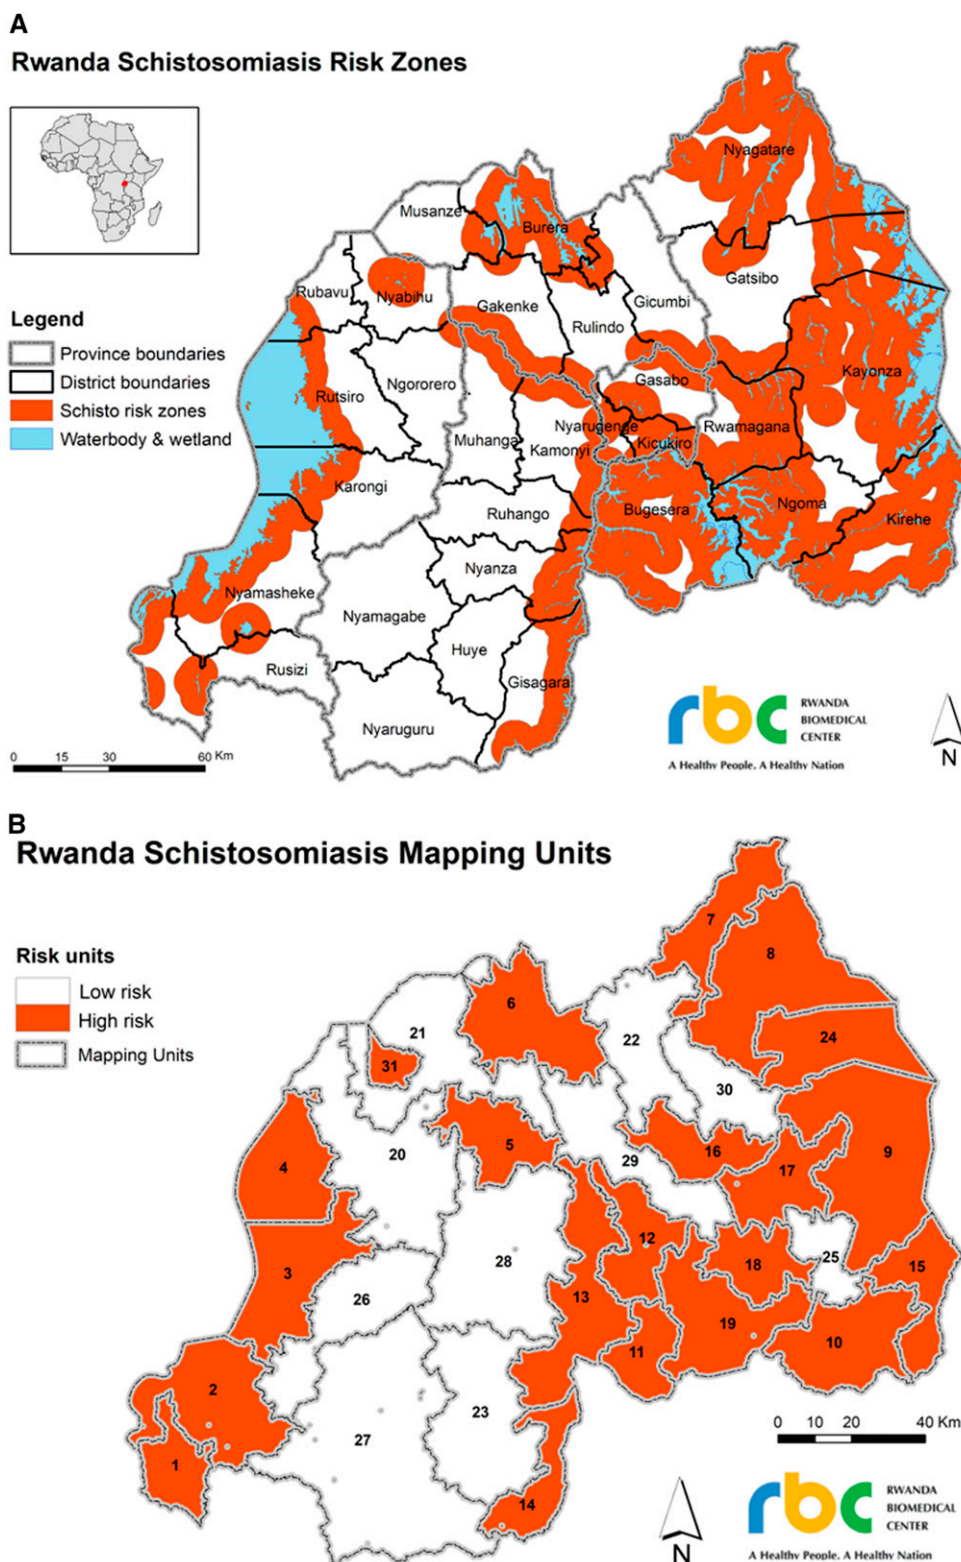 A
Rwanda Schistosomiasis Risk Zones
Legend
Province boundaries
District boundaries
Schisto risk zones
Waterbody & wetland
Nyagatare
Musanze
Burera
Gatsibo
Rubavu
Nyabihu
Gakenke
Gicumbi
Rulindo
Kayonza
Rutsiro
Ngororero
Gasabo
Nyarugenge
Rwamagana
Muhanga
Kamonyi
Kicukiro
Karongi
Ruhango
Bugesera
Ngoma
Kirehe
Nyanza
Nyamasheke
Nyamagabe
Huye
Rusizi
Gisagara
Nyaruguru
0 15 30 60 Km
rbc
RWANDA
BIOMEDICAL
CENTER
A Healthy People. A Healthy Nation
N
B
Rwanda Schistosomiasis Mapping Units
Risk units
Low risk
High risk
Mapping Units
7
8
6
21
22
24
31
30
20
5
16
9
4
29
17
12
28
25
15
3
18
26
13
19
10
11
2
23
27
1
14
0 10 20 40 Km
rbc
RWANDA
BIOMEDICAL
CENTER
A Healthy People. A Healthy Nation
N